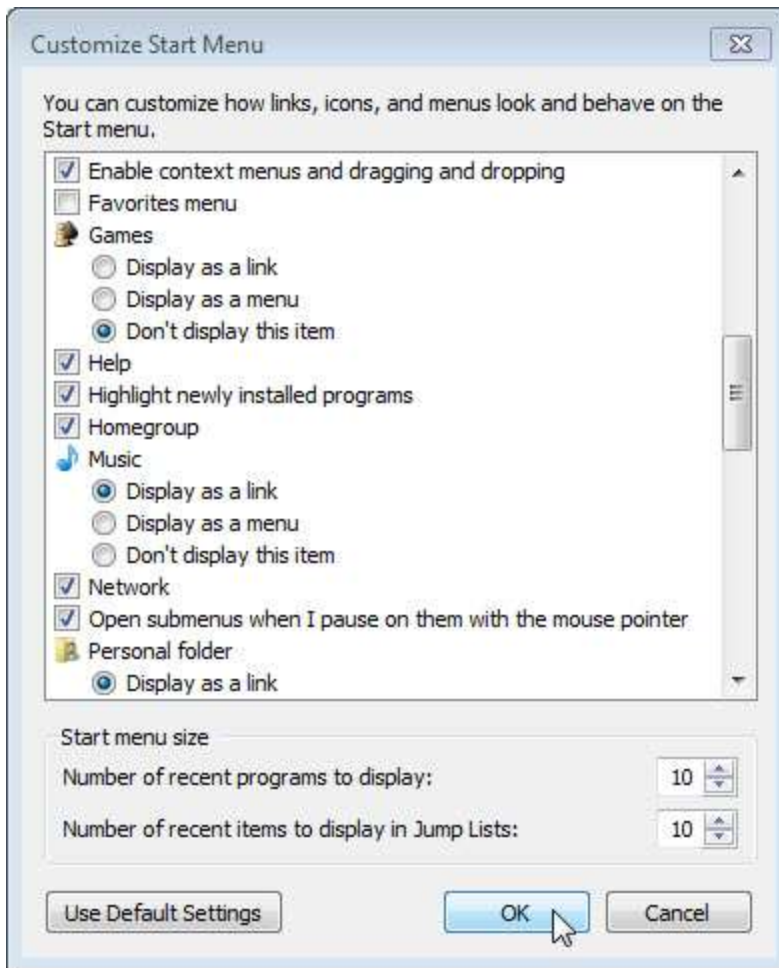 Customize Start Menu
You can customize how links, icons, and menus look and behave on the
Start menu.
Enable context menus and dragging and dropping
Favorites menu
Games
Display as a link
Display as a menu
Don't display this item
Help
Highlight newly installed programs
Homegroup
Music
Display as a link
Display as a menu
Don't display this item
Network
Open submenus when I pause on them with the mouse pointer
Personal folder
Display as a link
Start menu size
Number of recent programs to display: 10
Number of recent items to display in Jump Lists: 10
Use Default Settings OK Cancel